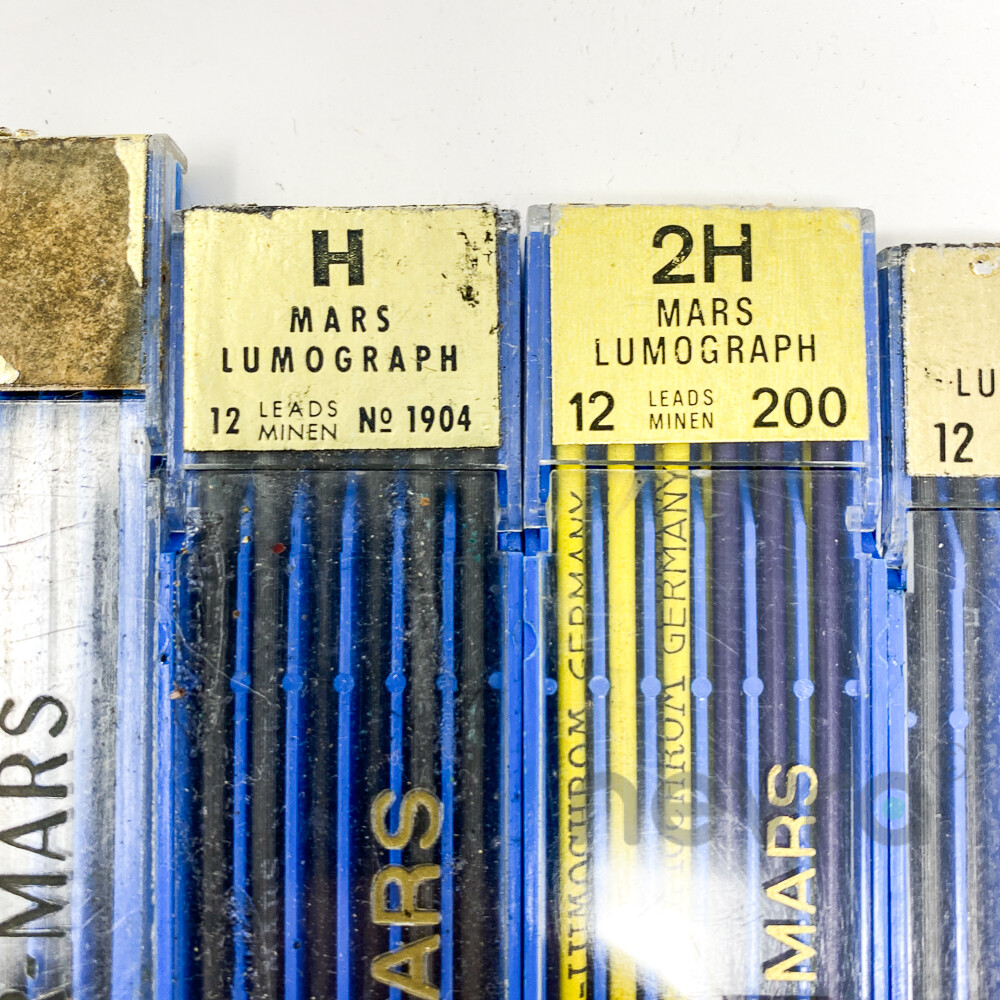 H
MARS
LUMOGRAPH
12 LEADS MINEN Nº 1904
2H
MARS
LUMOGRAPH
12 LEADS MINEN 200
LU
12
MARS
ARS
LUMOCHROM GERMANY
GERMANY
MARS